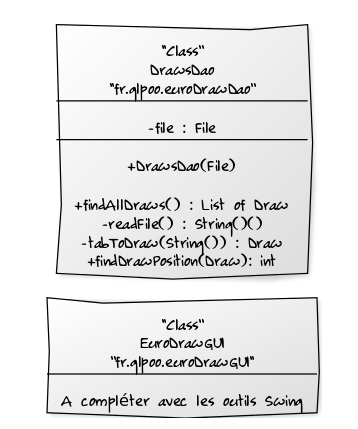 "Class"
DrawsDao
"fr.glpoo.euroDrawDao"
-file : File
+DrawsDao(File)
+findAllDraws() : List of Draw
-readFile() : String()()
-tabToDraw(String()) : Draw
+findDrawPosition(Draw): int
"Class"
EuroDrawGUI
"fr.glpoo.euroDrawGUI"
A compléter avec les outils Swing